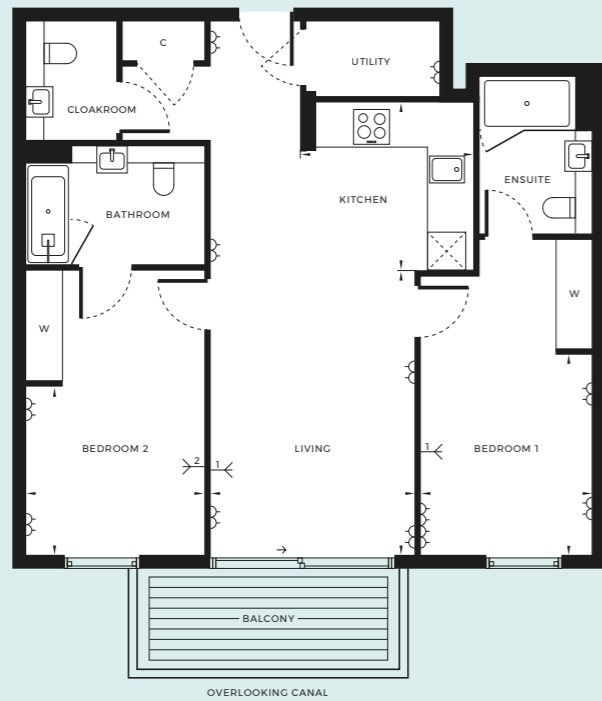 C
UTILITY
CLOAKROOM
ENSUITE
KITCHEN
BATHROOM
W
W
BEDROOM 2
2
1
LIVING
1
BEDROOM 1
BALCONY
OVERLOOKING CANAL